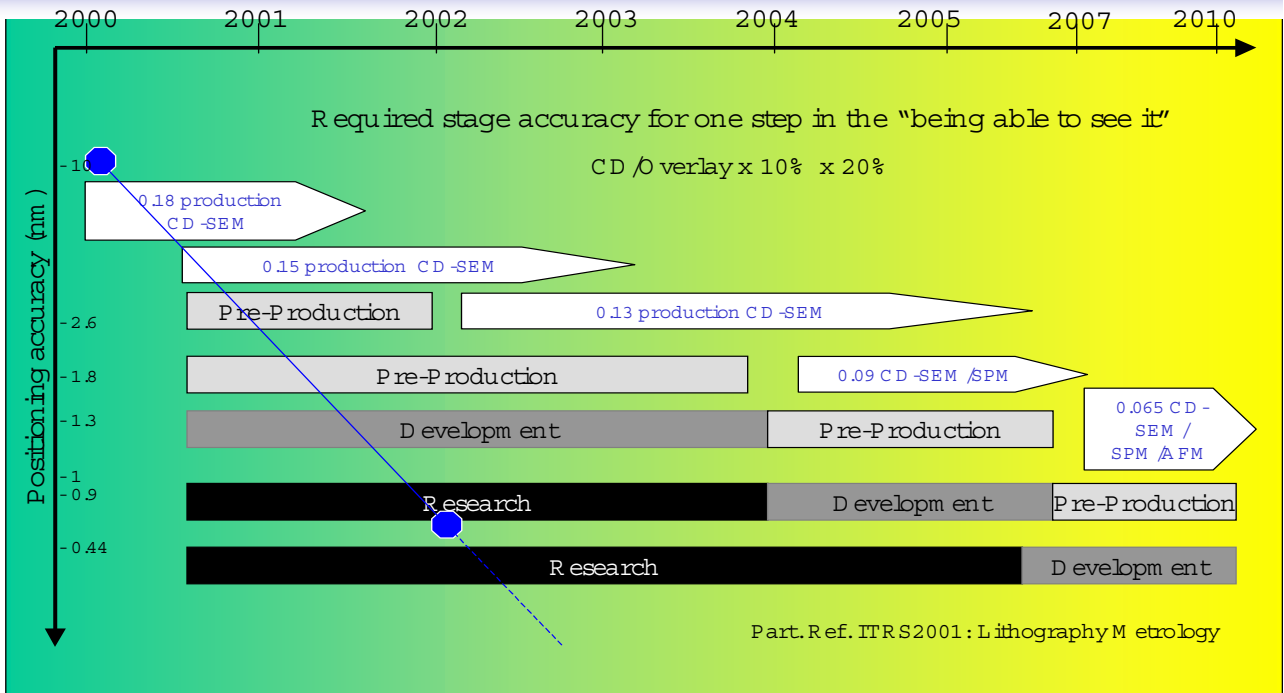 2000 2001 2002 2003 2004 2005 2007 2010
Required stage accuracy for one step in the “being able to see it”
CD/Overlay x 10% x 20%
Positioning accuracy (nm)
-10
0.18 production
CD-SEM
0.15 production CD-SEM
-2.6
Pre-Production
0.13 production CD-SEM
-1.8
Pre-Production
0.09 CD-SEM/SPM
-1.3
Development
Pre-Production
0.065 CD-
SEM /
SPM/AFM
-1
-0.9
Research
Development
Pre-Production
-0.44
Research
Development
Part.Ref.ITRS2001: Lithography Metrology